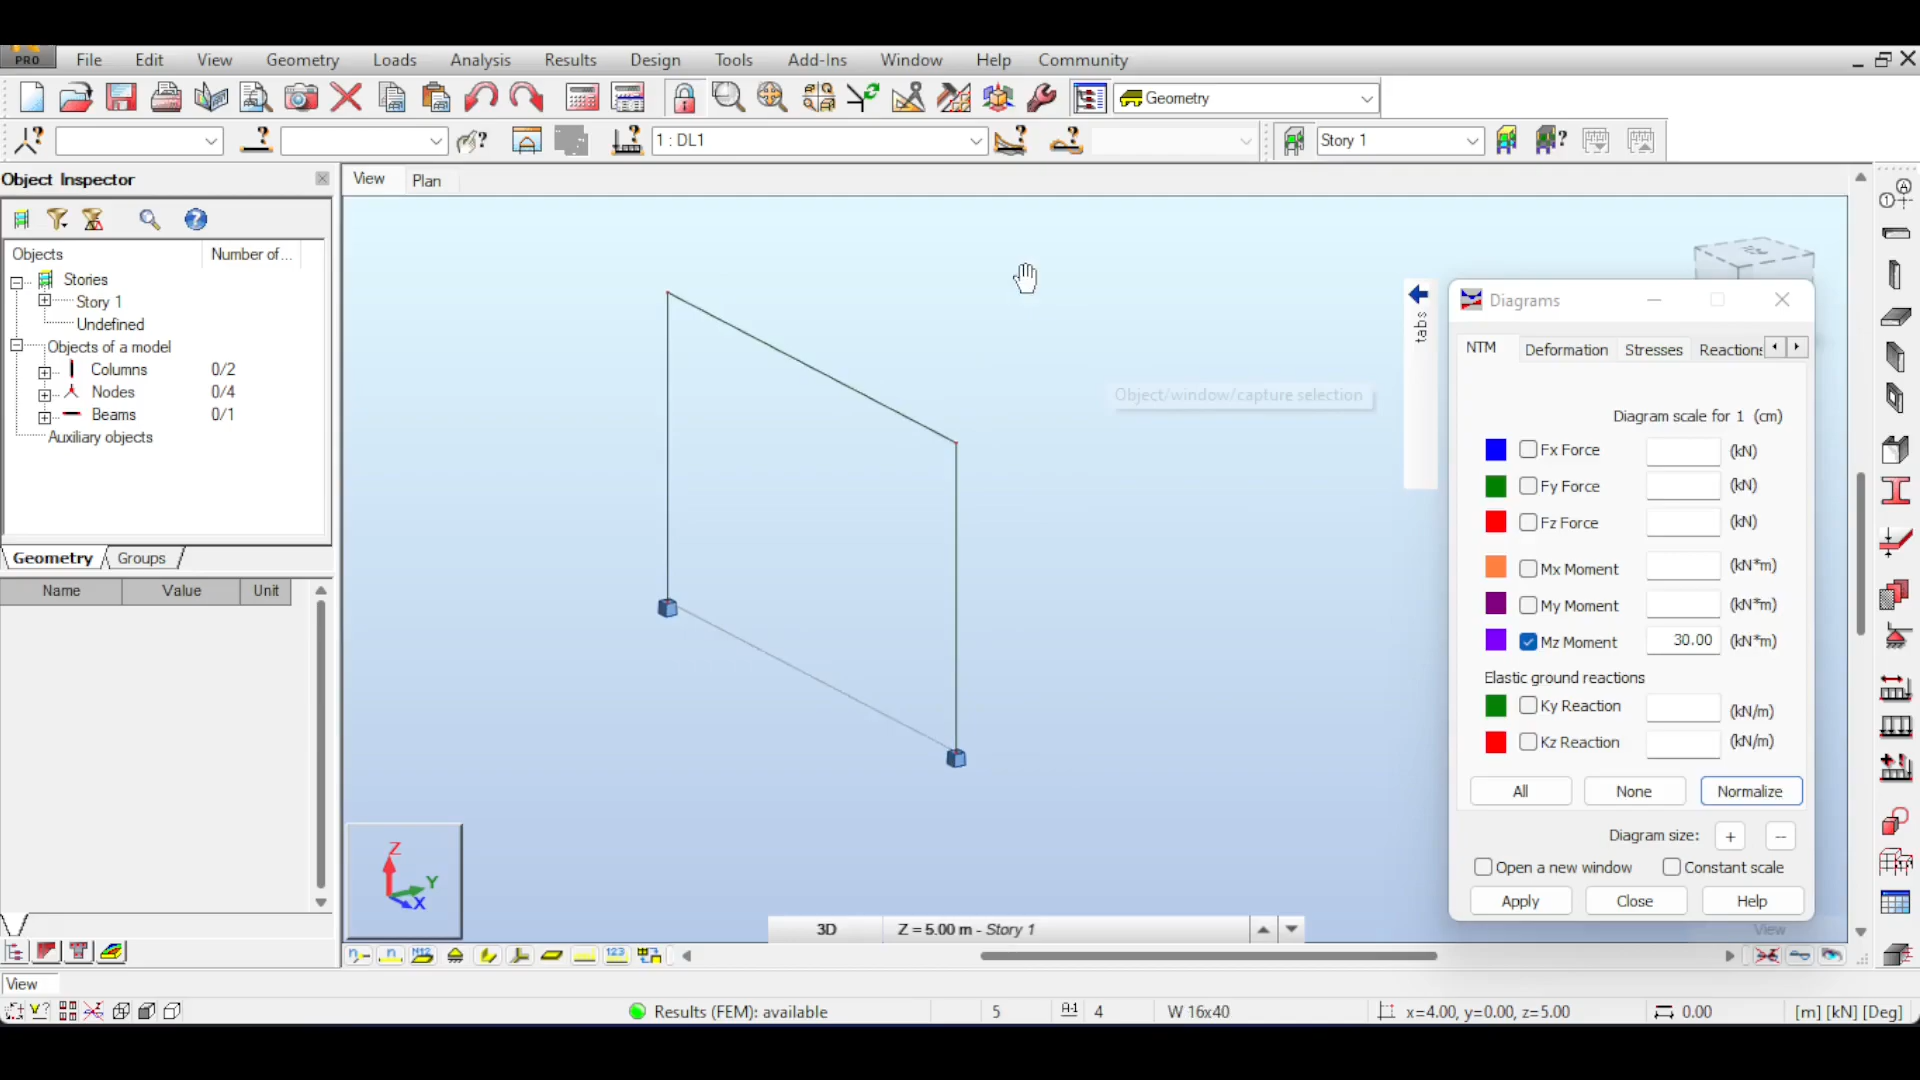 PRO File Edit View Geometry Loads Analysis Results Design Tools Add-Ins Window Help Community
Geometry
1 : DL1 Story 1
Object Inspector
View Plan
Objects Number of...
Stories
Story 1
Undefined
Objects of a model
Columns 0/2
Nodes 0/4
Beams 0/1
Auxiliary objects
Geometry Groups
Name Value Unit
tabs
Object/window/capture selection
Diagrams
NTM Deformation Stresses Reactions
Diagram scale for 1 (cm)
Fx Force (kN)
Fy Force (kN)
Fz Force (kN)
Mx Moment (kN*m)
My Moment (kN*m)
Mz Moment 30.00 (kN*m)
Elastic ground reactions
Ky Reaction (kN/m)
Kz Reaction (kN/m)
All None Normalize
Diagram size: + --
Open a new window Constant scale
Apply Close Help
Z
Y
X
3D Z = 5.00 m - Story 1
View
View
Results (FEM): available 5 4 W 16x40 x=4.00, y=0.00, z=5.00 0.00 [m] [kN] [Deg]